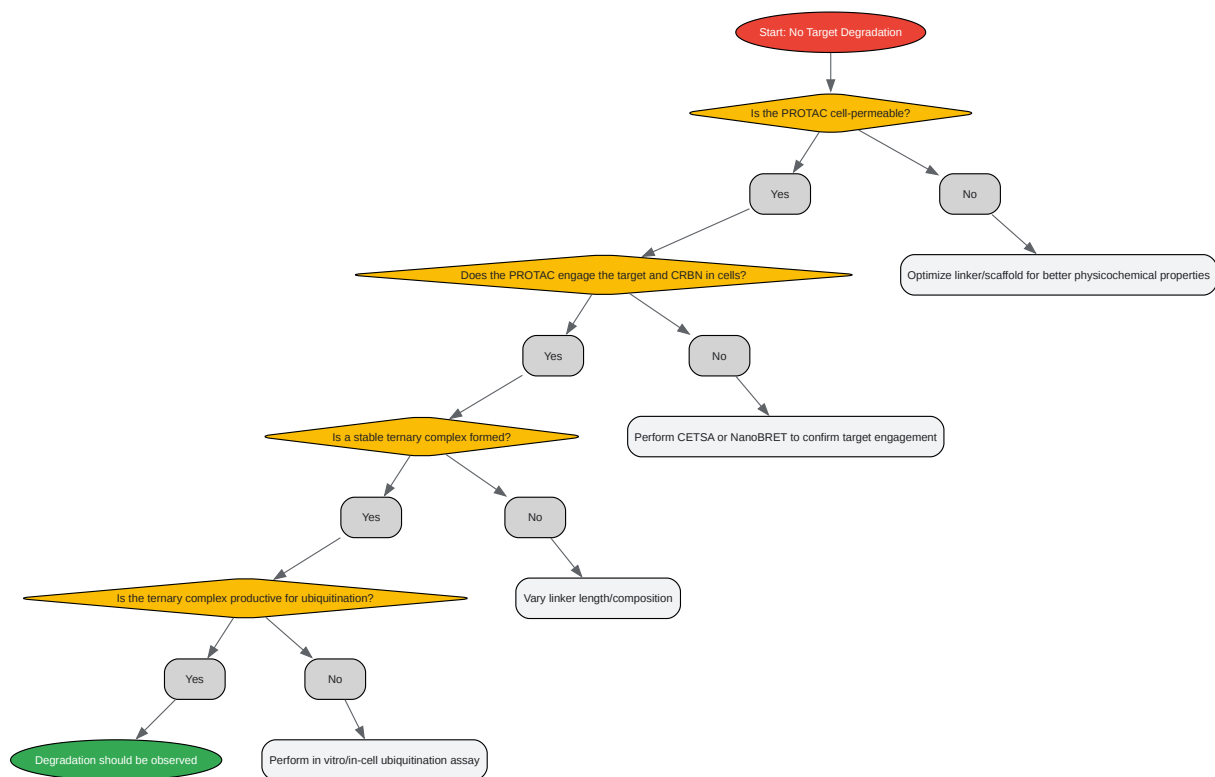 Start: No Target Degradation
Is the PROTAC cell-permeable?
Yes
No
Does the PROTAC engage the target and CRBN in cells?
Optimize linker/scaffold for better physicochemical properties
Yes
No
Is a stable ternary complex formed?
Perform CETSA or NanoBRET to confirm target engagement
Yes
No
Is the ternary complex productive for ubiquitination?
Vary linker length/composition
Yes
No
Degradation should be observed
Perform in vitro/in-cell ubiquitination assay